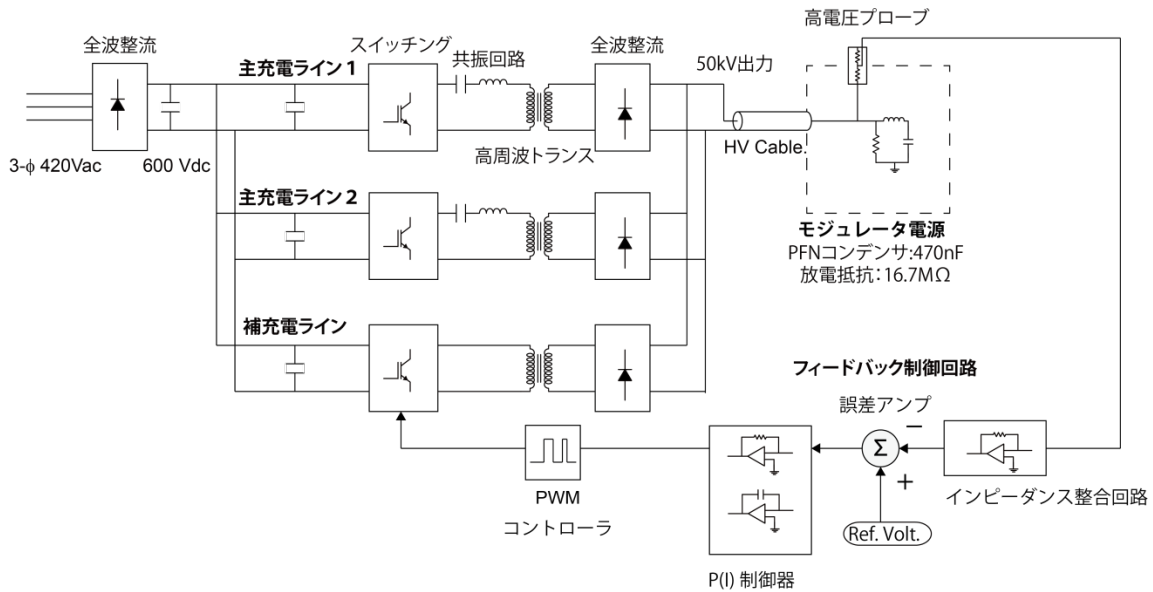 高電圧プローブ
全波整流
スイッチング
共振回路
全波整流
50kV出力
主充電ライン 1
3-ϕ 420Vac
600 Vdc
高周波トランス
HV Cable.
主充電ライン 2
モジュレータ電源
PFNコンデンサ:470nF
放電抵抗:16.7MΩ
補充電ライン
フィードバック制御回路
誤差アンプ
−
Σ
+
インピーダンス整合回路
PWM
コントローラ
Ref. Volt.
P(I) 制御器